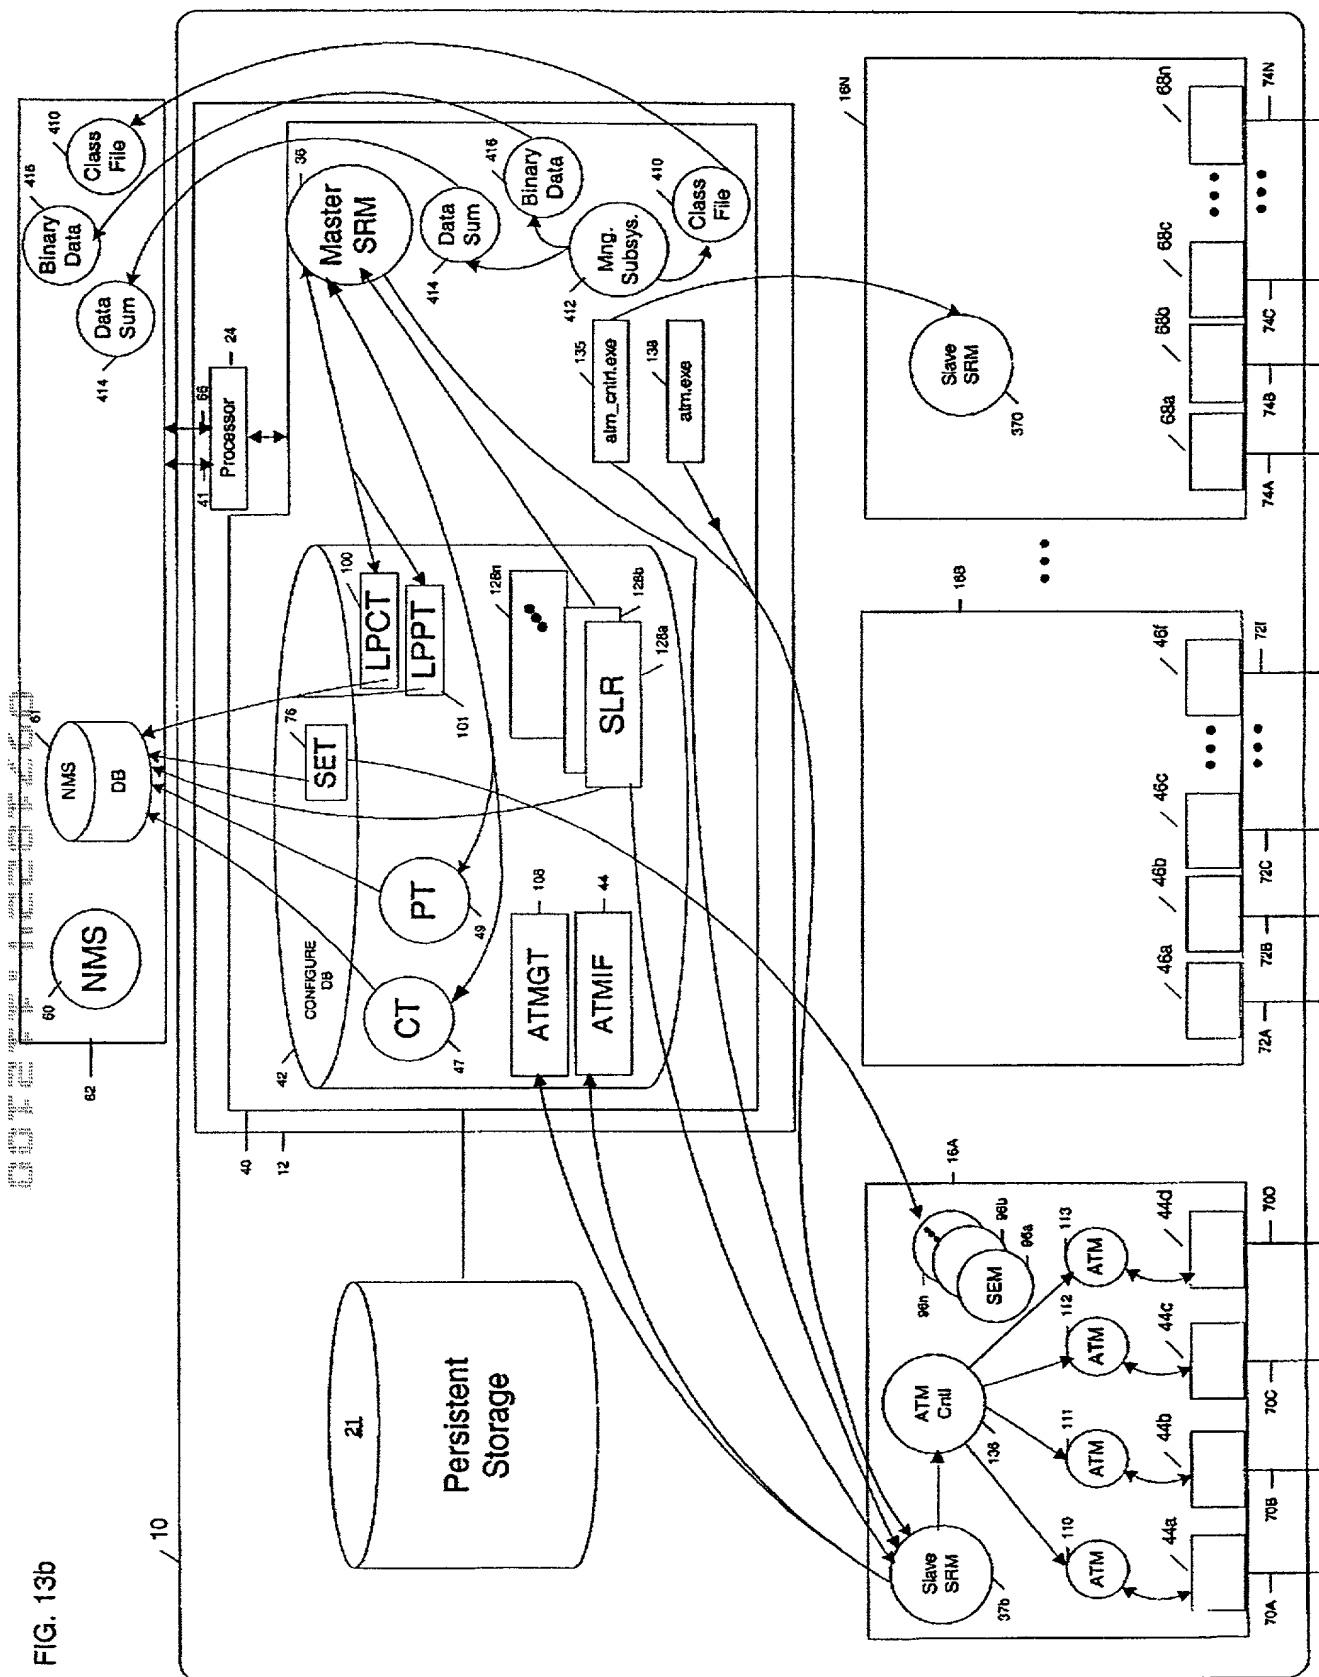 FIG. 13b
10
62
60
NMS
NMS
DB
61
414
Data
Sum
Binary
Data
416
Class
File
410
41
66
Processor
24
40
12
42
CONFIGURE
DB
CT
47
PT
49
SET
76
LPCT
100
LPPT
101
ATMGT
108
ATMIF
44
SLR
128a
128b
128n
Master
SRM
36
Data
Sum
414
Binary
Data
416
Mng.
Subsys.
412
Class
File
410
atm_cntrl.exe
135
atm.exe
138
21
Persistent
Storage
16A
Slave
SRM
37b
ATM
Cntl
136
SEM
96a
96b
96n
ATM
110
ATM
111
ATM
112
ATM
113
44a
44b
44c
44d
70A
70B
70C
70D
16B
46a
46b
46c
46f
72A
72B
72C
72f
16N
Slave
SRM
370
68a
68b
68c
68n
74A
74B
74C
74N